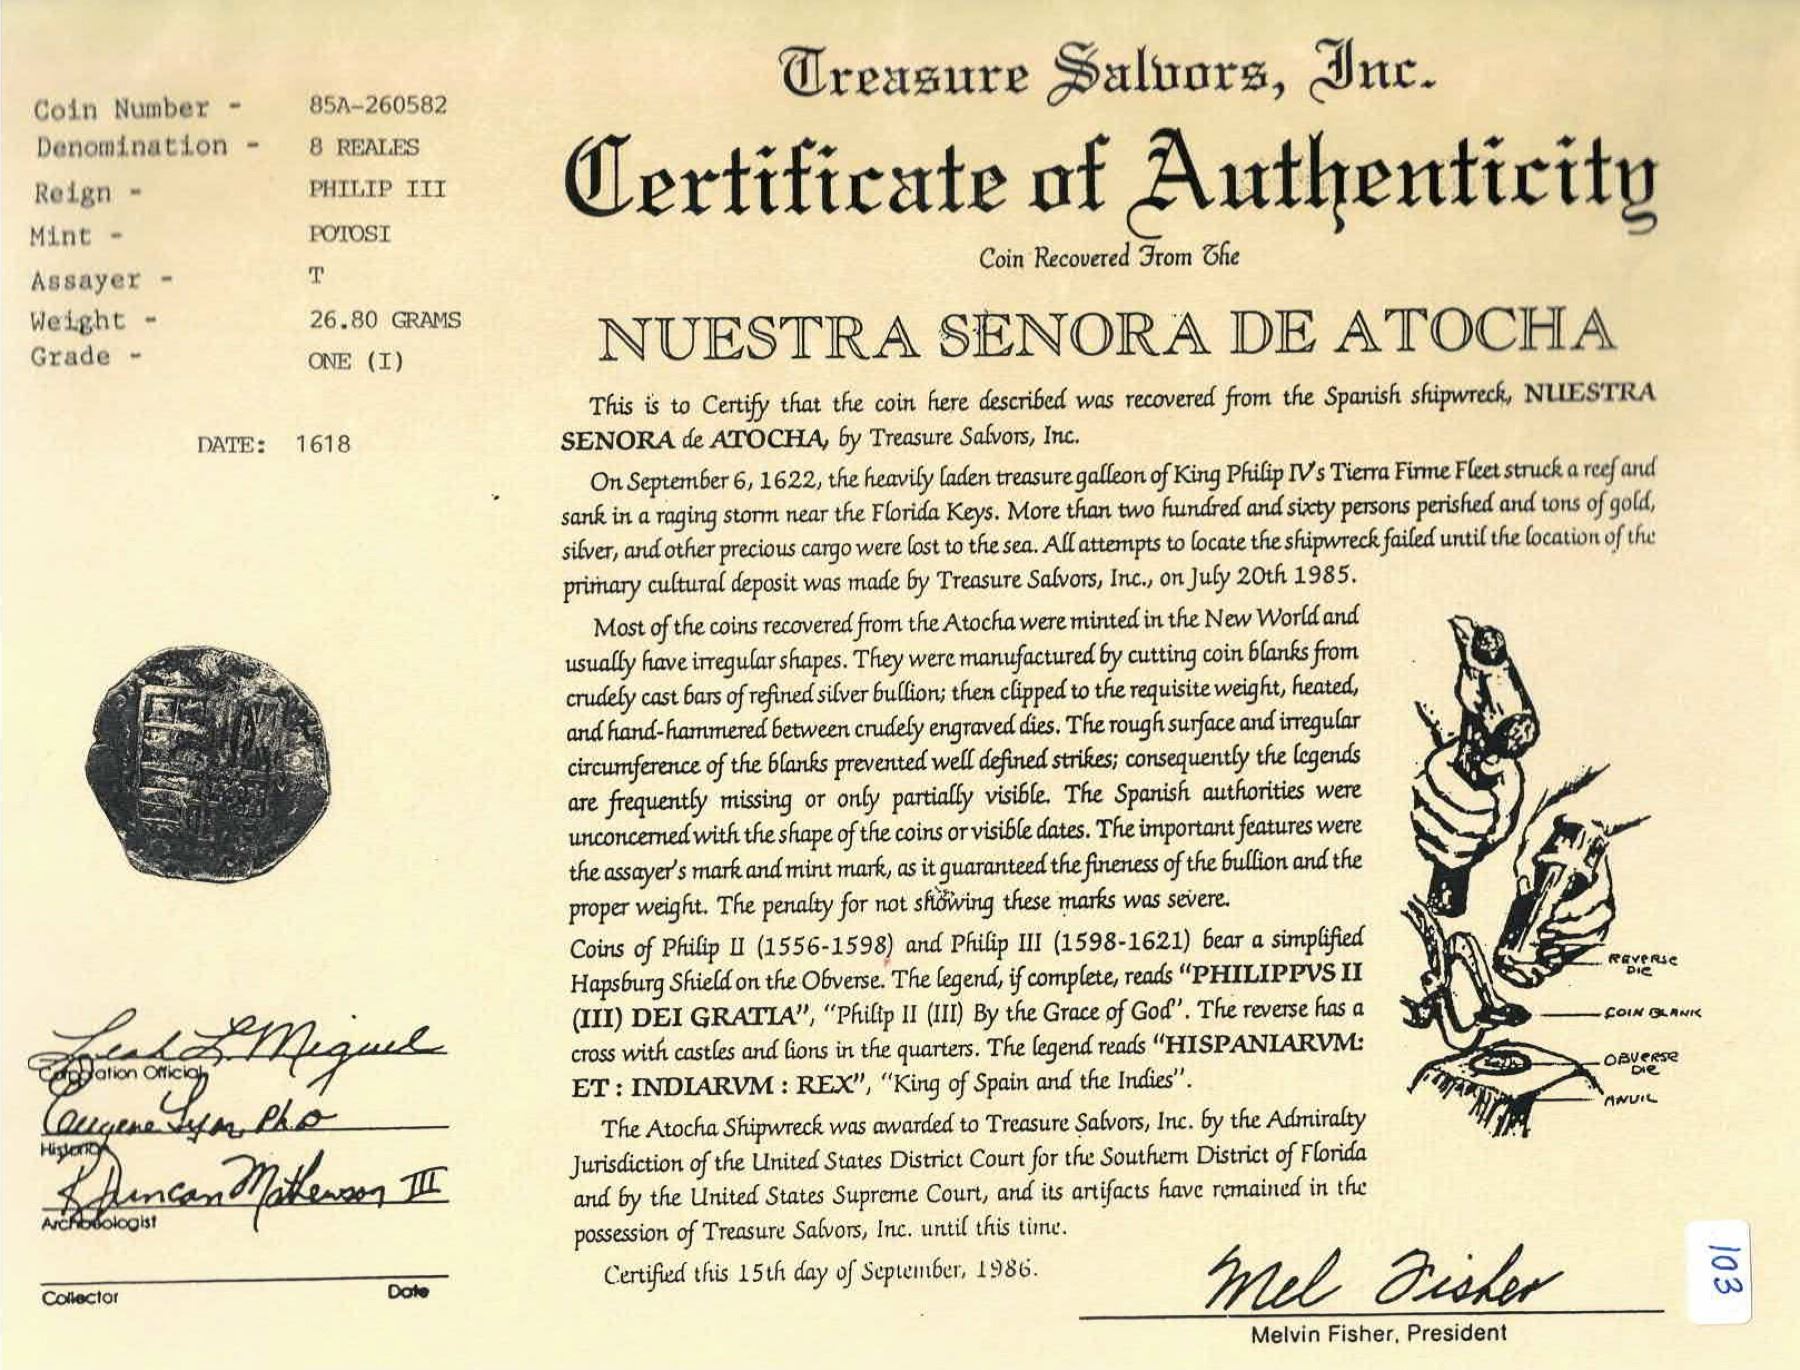 Coin Number - 85A-260582
Denomination - 8 REALES
Reign - PHILIP III
Mint - POTOSI
Assayer - T
Weight - 26.80 GRAMS
Grade - ONE (I)
DATE: 1618
Treasure Salvors, Inc.
Certificate of Authenticity
Coin Recovered From The
NUESTRA SENORA DE ATOCHA
This is to Certify that the coin here described was recovered from the Spanish shipwreck, NUESTRA
SENORA de ATOCHA, by Treasure Salvors, Inc.
On September 6, 1622, the heavily laden treasure galleon of King Philip IV's Tierra Firme Fleet struck a reef and
sank in a raging storm near the Florida Keys. More than two hundred and sixty persons perished and tons of gold,
silver, and other precious cargo were lost to the sea. All attempts to locate the shipwreck failed until the location of the
primary cultural deposit was made by Treasure Salvors, Inc., on July 20th 1985.
Most of the coins recovered from the Atocha were minted in the New World and
usually have irregular shapes. They were manufactured by cutting coin blanks from
crudely cast bars of refined silver bullion; then clipped to the requisite weight, heated,
and hand-hammered between crudely engraved dies. The rough surface and irregular
circumference of the blanks prevented well defined strikes; consequently the legends
are frequently missing or only partially visible. The Spanish authorities were
unconcerned with the shape of the coins or visible dates. The important features were
the assayer's mark and mint mark, as it guaranteed the fineness of the bullion and the
proper weight. The penalty for not showing these marks was severe.
Coins of Philip II (1556-1598) and Philip III (1598-1621) bear a simplified
Hapsburg Shield on the Obverse. The legend, if complete, reads "PHILIPPVS II
(III) DEI GRATIA", "Philip II (III) By the Grace of God". The reverse has a
cross with castles and lions in the quarters. The legend reads "HISPANIARVM:
ET : INDIARVM : REX", "King of Spain and the Indies".
The Atocha Shipwreck was awarded to Treasure Salvors, Inc. by the Admiralty
Jurisdiction of the United States District Court for the Southern District of Florida
and by the United States Supreme Court, and its artifacts have remained in the
possession of Treasure Salvors, Inc. until this time.
Certified this 15th day of September, 1986.
REVERSE
DIE
COIN BLANK
OBVERSE
DIE
ANVIL
Leah L. Miguel
Corporation Official
Eugene Lyon, PhD
Historian
R Duncan Mathewson III
Archaeologist
Collector Date
Mel Fisher
Melvin Fisher, President
103